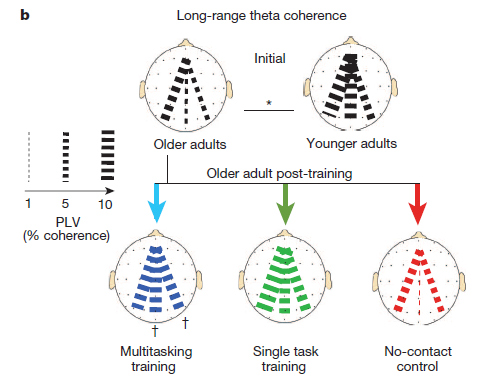 b
Long-range theta coherence
Initial
*
Older adults
Younger adults
Older adult post-training
1 5 10
PLV
(% coherence)
† †
Multitasking
training
Single task
training
No-contact
control